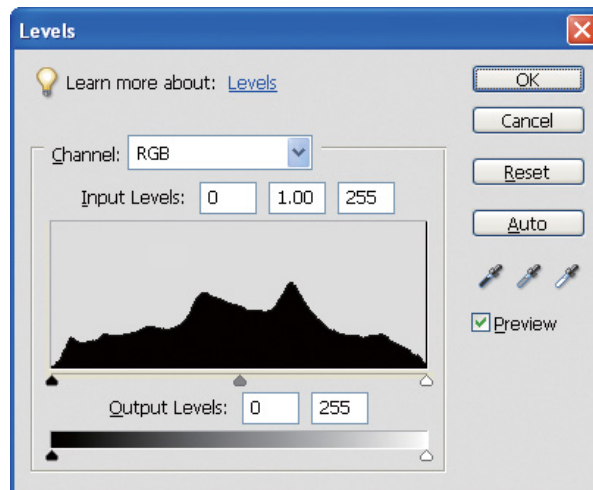 Levels
Learn more about: Levels
OK
Cancel
Channel: RGB
Reset
Input Levels: 0 1.00 255
Auto
Preview
Output Levels: 0 255